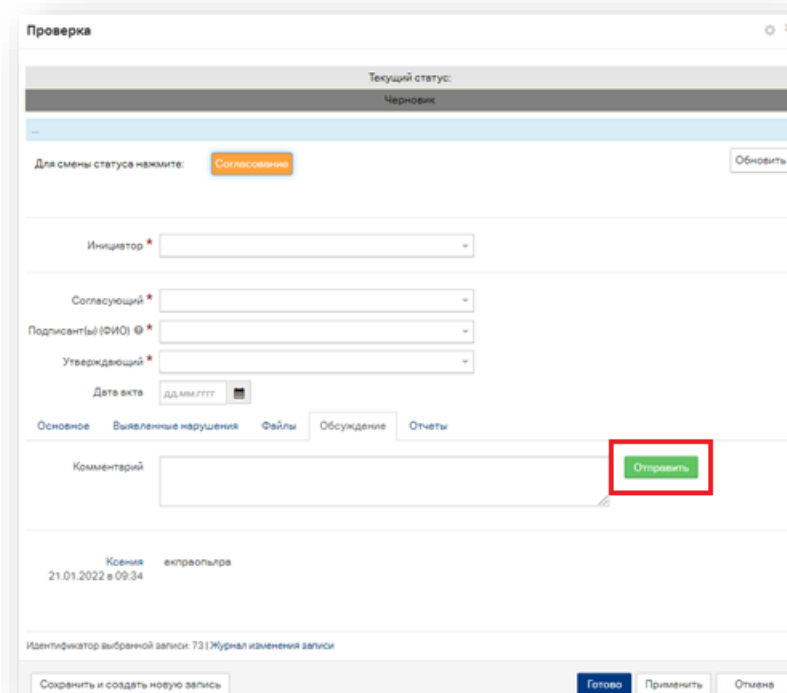 Проверка
Текущий статус:
Черновик
...
Для смены статуса нажмите: Согласование Обновить
Инициатор *
Согласующий *
Подписант(ы) (ФИО) *
Утверждающий *
Дата акта дд.мм.гггг
Основное Выявленные нарушения Файлы Обсуждение Отчеты
Комментарий Отправить
Ксения екправопьлра
21.01.2022 в 09:34
Идентификатор выбранной записи: 73 | Журнал изменения записи
Сохранить и создать новую запись Готово Применить Отмена